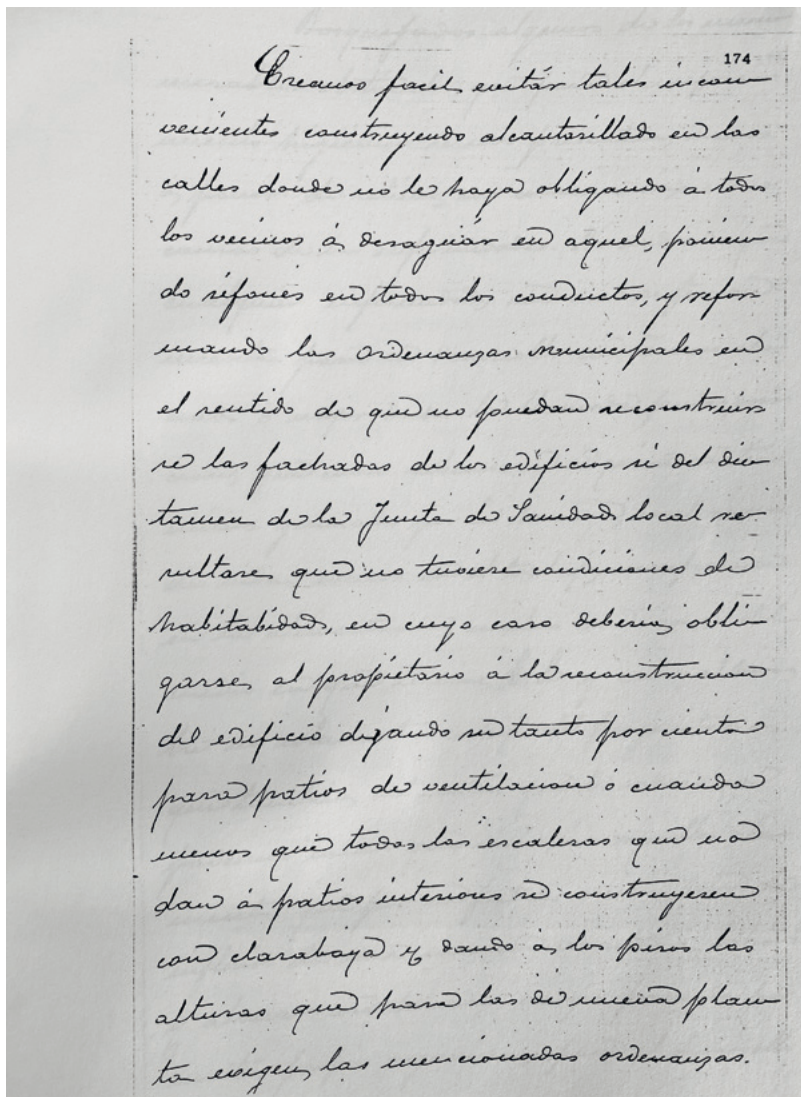 174
Creamos facil evitár tales incon
venientes construyendo alcantarillado en las
calles donde no le haya obligando á todos
los vecinos á desaguár en aquel, ponien
do sifones en todos los conductos, y refor
mando las ordenanzas municipales en
el sentido de que no puedan reconstruir
se las fachadas de los edificios si del dic
tamen de la Junta de Sanidad local re-
sultase que no tuviese condiciones de
habitabidad, en cuyo caso debería obli
garse al propietário á la reconstruccion
del edificio dejando un tanto por ciento
para patios de ventilacion ó cuando
menos que todas las escaleras que no
dan á patios interiores se construyesen
con claraboya y dando á los pisos las
alturas que para las de nueva plan
ta exigen las mencionadas ordenanzas.